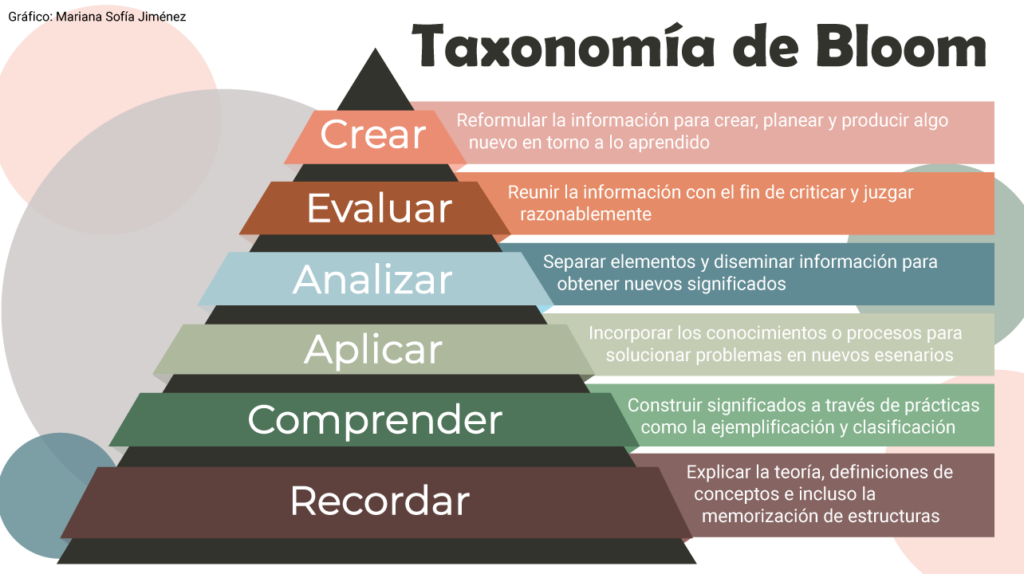 Gráfico: Mariana Sofía Jiménez
Taxonomía de Bloom
Crear
Reformular la información para crear, planear y producir algo
nuevo en torno a lo aprendido
Evaluar
Reunir la información con el fin de criticar y juzgar
razonablemente
Analizar
Separar elementos y diseminar información para
obtener nuevos significados
Aplicar
Incorporar los conocimientos o procesos para
solucionar problemas en nuevos esenarios
Comprender
Construir significados a través de prácticas
como la ejemplificación y clasificación
Recordar
Explicar la teoría, definiciones de
conceptos e incluso la
memorización de estructuras